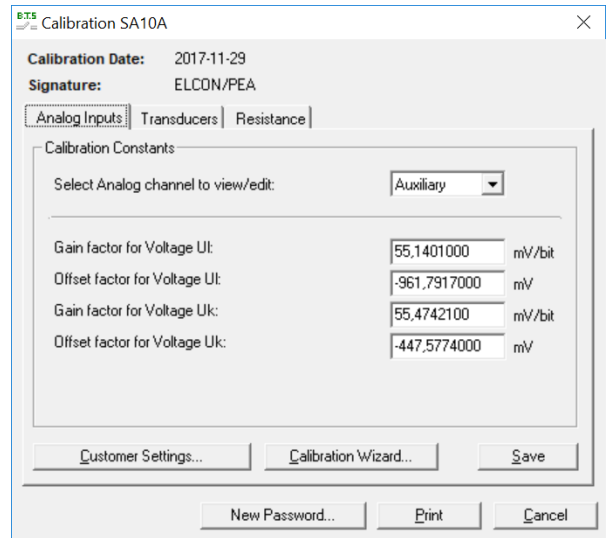 B.T.S Calibration SA10A
Calibration Date: 2017-11-29
Signature: ELCON/PEA
Analog Inputs Transducers Resistance
Calibration Constants
Select Analog channel to view/edit: Auxiliary
Gain factor for Voltage Ul: 55,1401000 mV/bit
Offset factor for Voltage Ul: -961,7917000 mV
Gain factor for Voltage Uk: 55,4742100 mV/bit
Offset factor for Voltage Uk: -447,5774000 mV
Customer Settings... Calibration Wizard... Save
New Password... Print Cancel